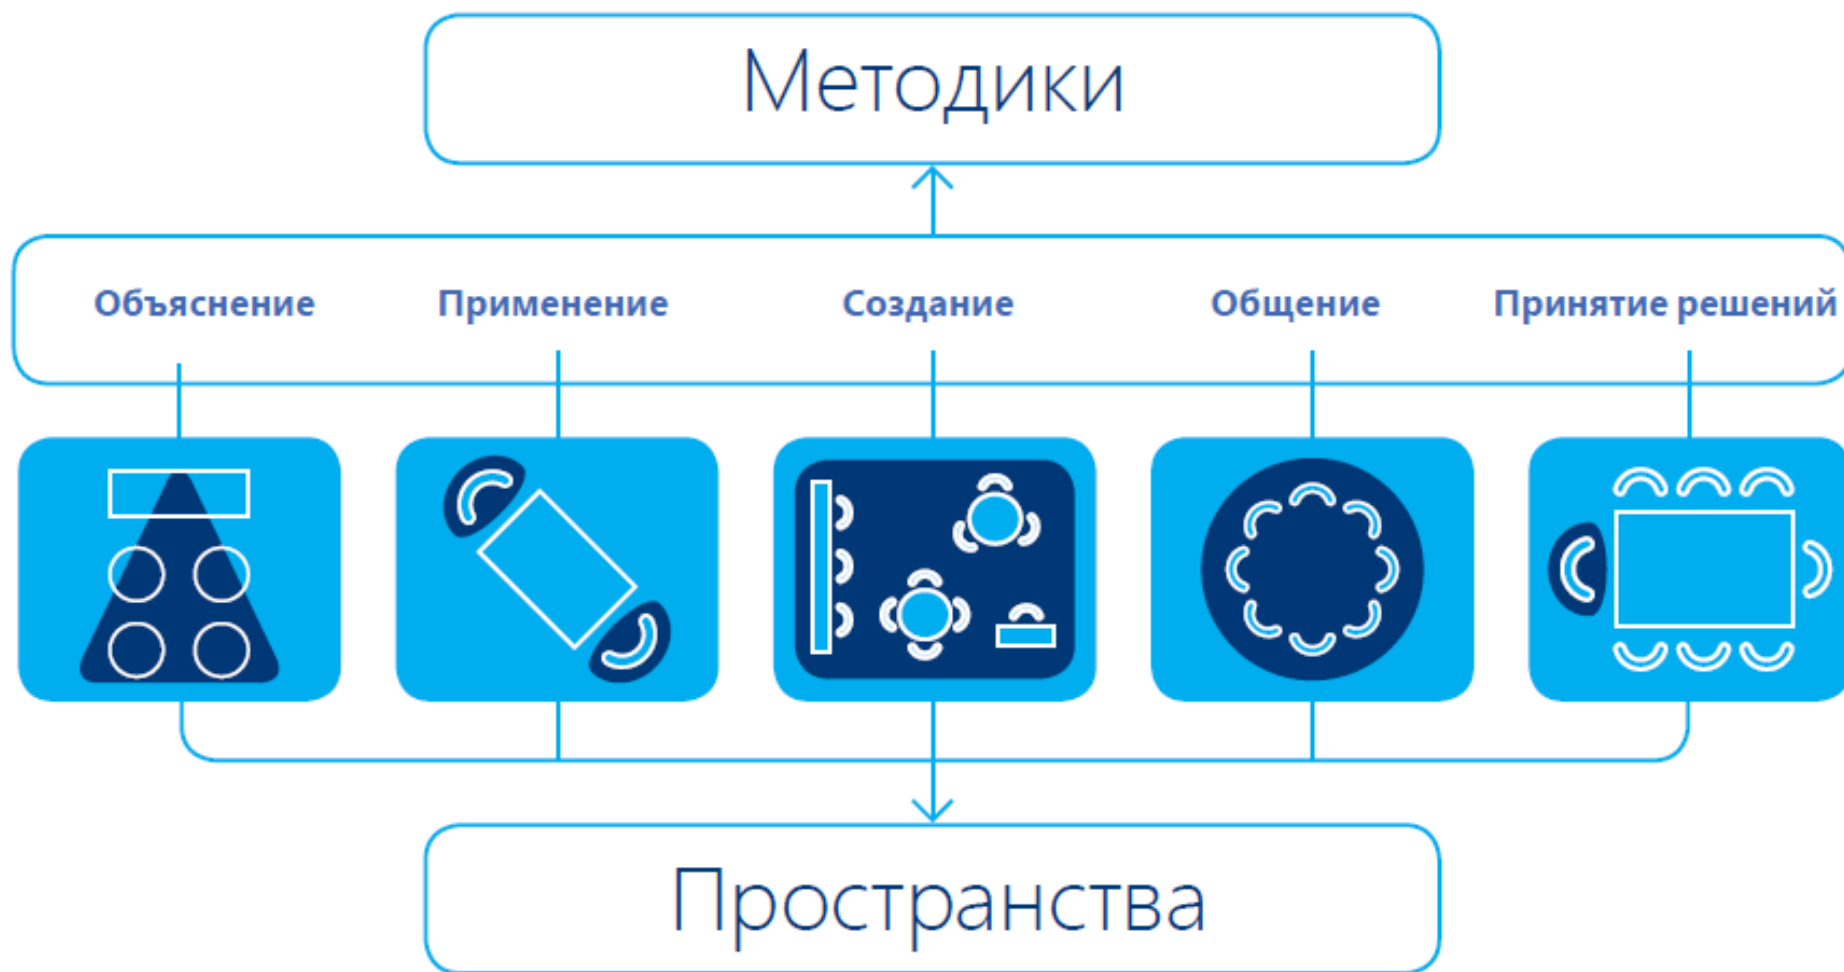 Методики
Объяснение Применение Создание Общение Принятие решений
Пространства